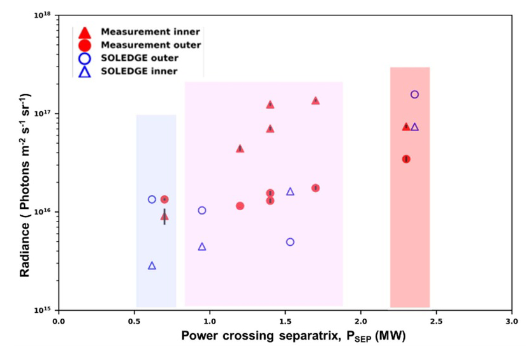 10¹⁸
Measurement inner
Measurement outer
SOLEDGE outer
SOLEDGE inner
10¹⁷
10¹⁶
10¹⁵
Radiance ( Photons m⁻² s⁻¹ sr⁻¹)
0.0 0.5 1.0 1.5 2.0 2.5 3.0
Power crossing separatrix, P_SEP (MW)